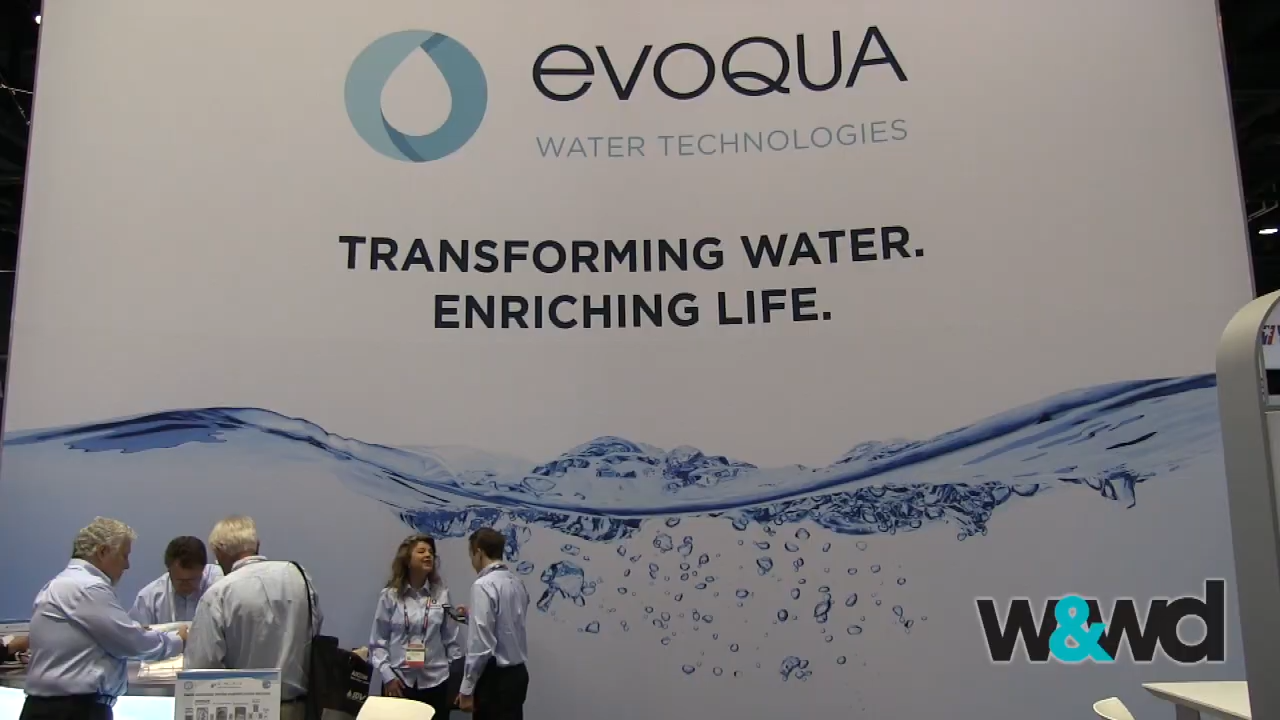 evoQUA
WATER TECHNOLOGIES
TRANSFORMING WATER.
ENRICHING LIFE.
w&wd